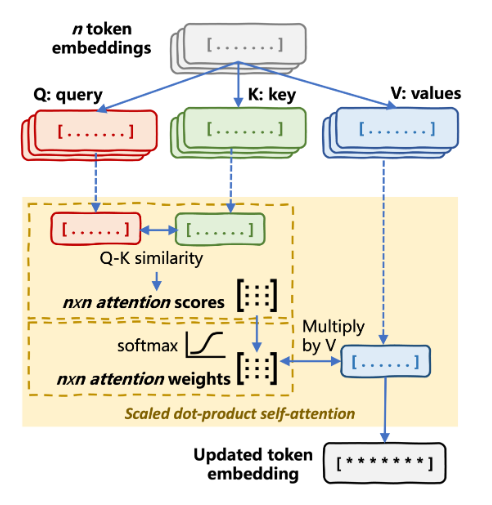 n token
embeddings
[.......]
Q: query
K: key
V: values
[.......]
[.......]
[.......]
[......]
[......]
Q-K similarity
nxn attention scores
softmax
Multiply
by V
nxn attention weights
[......]
Scaled dot-product self-attention
Updated token
embedding
[*******]